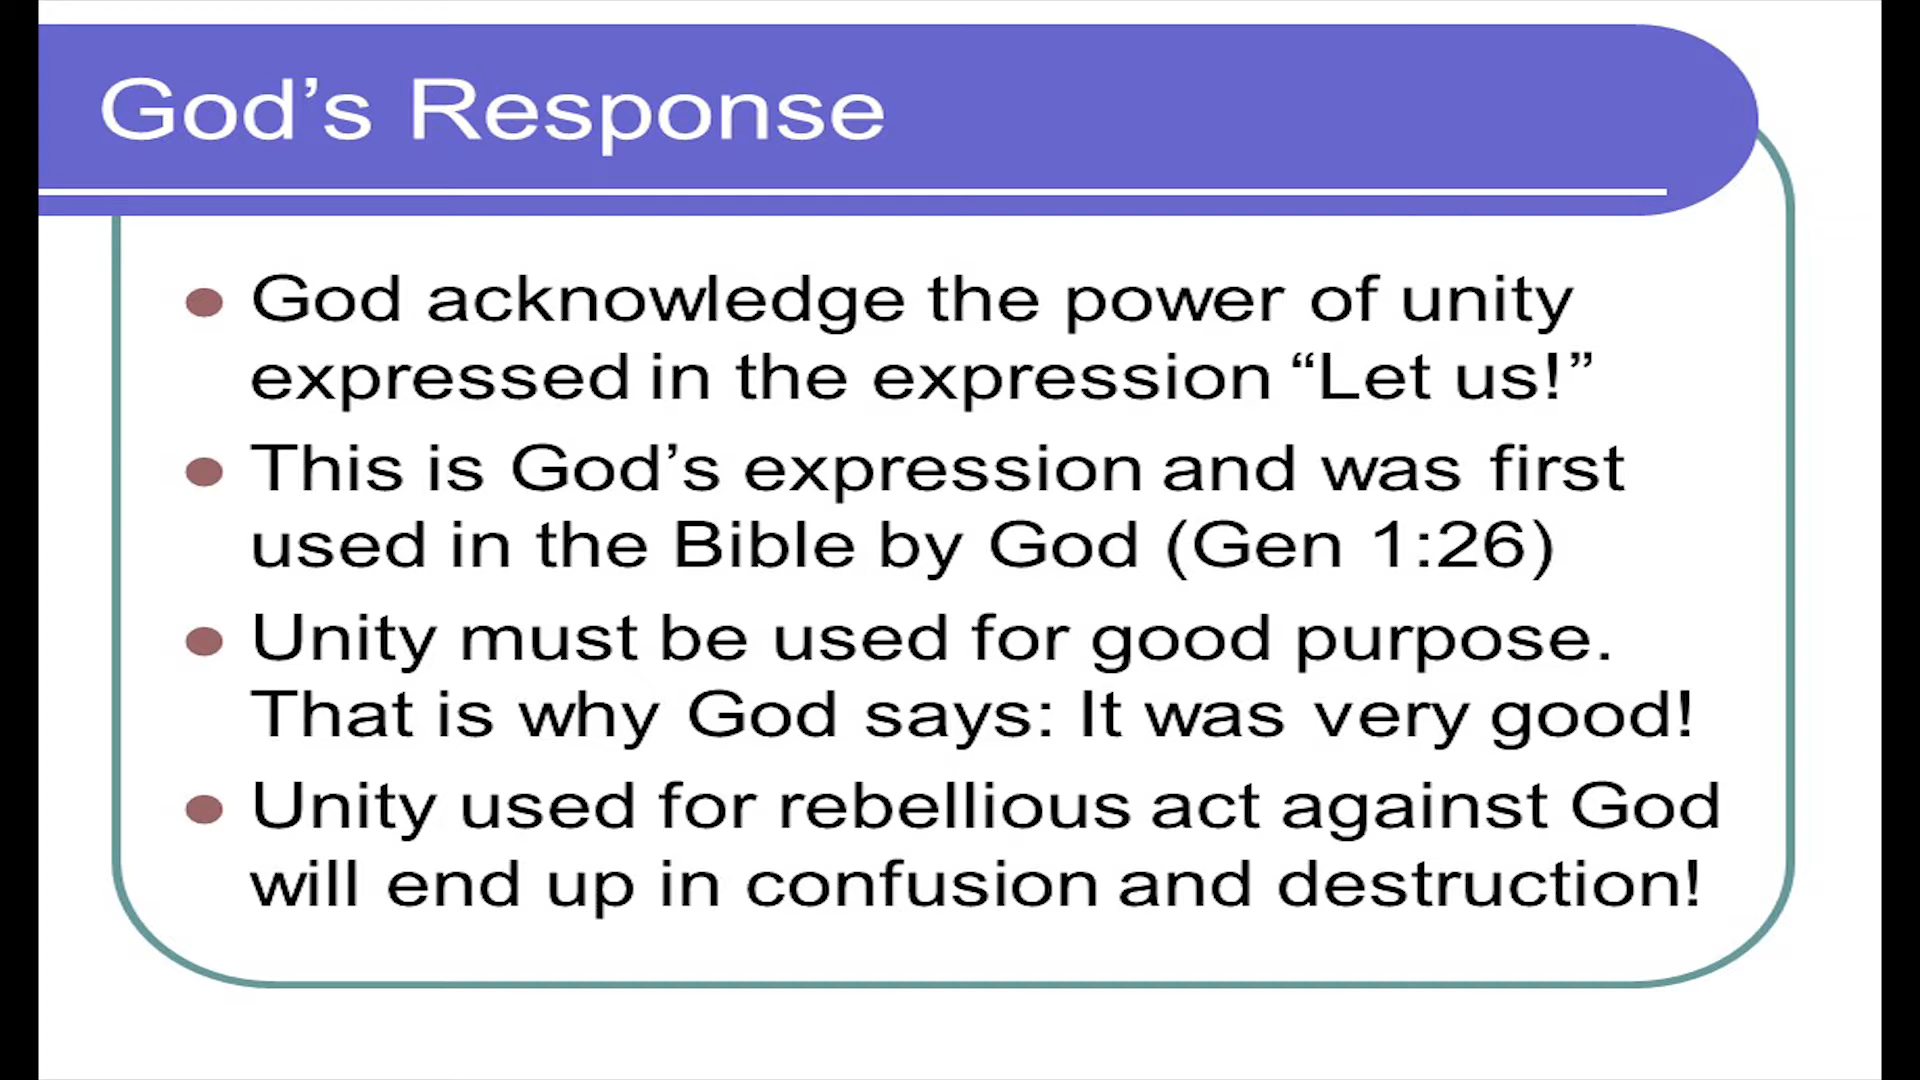 God’s Response
God acknowledge the power of unity
expressed in the expression “Let us!”
This is God’s expression and was first
used in the Bible by God (Gen 1:26)
Unity must be used for good purpose.
That is why God says: It was very good!
Unity used for rebellious act against God
will end up in confusion and destruction!